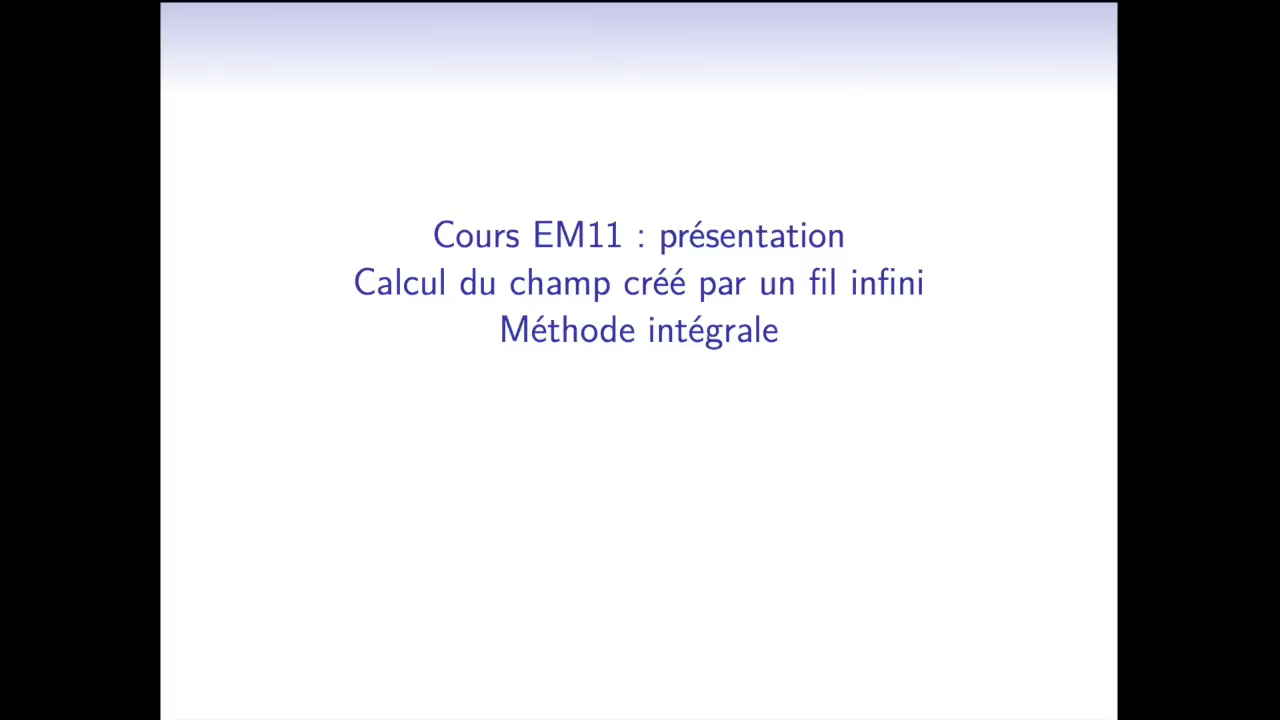 Cours EM11 : présentation
Calcul du champ créé par un fil infini
Méthode intégrale